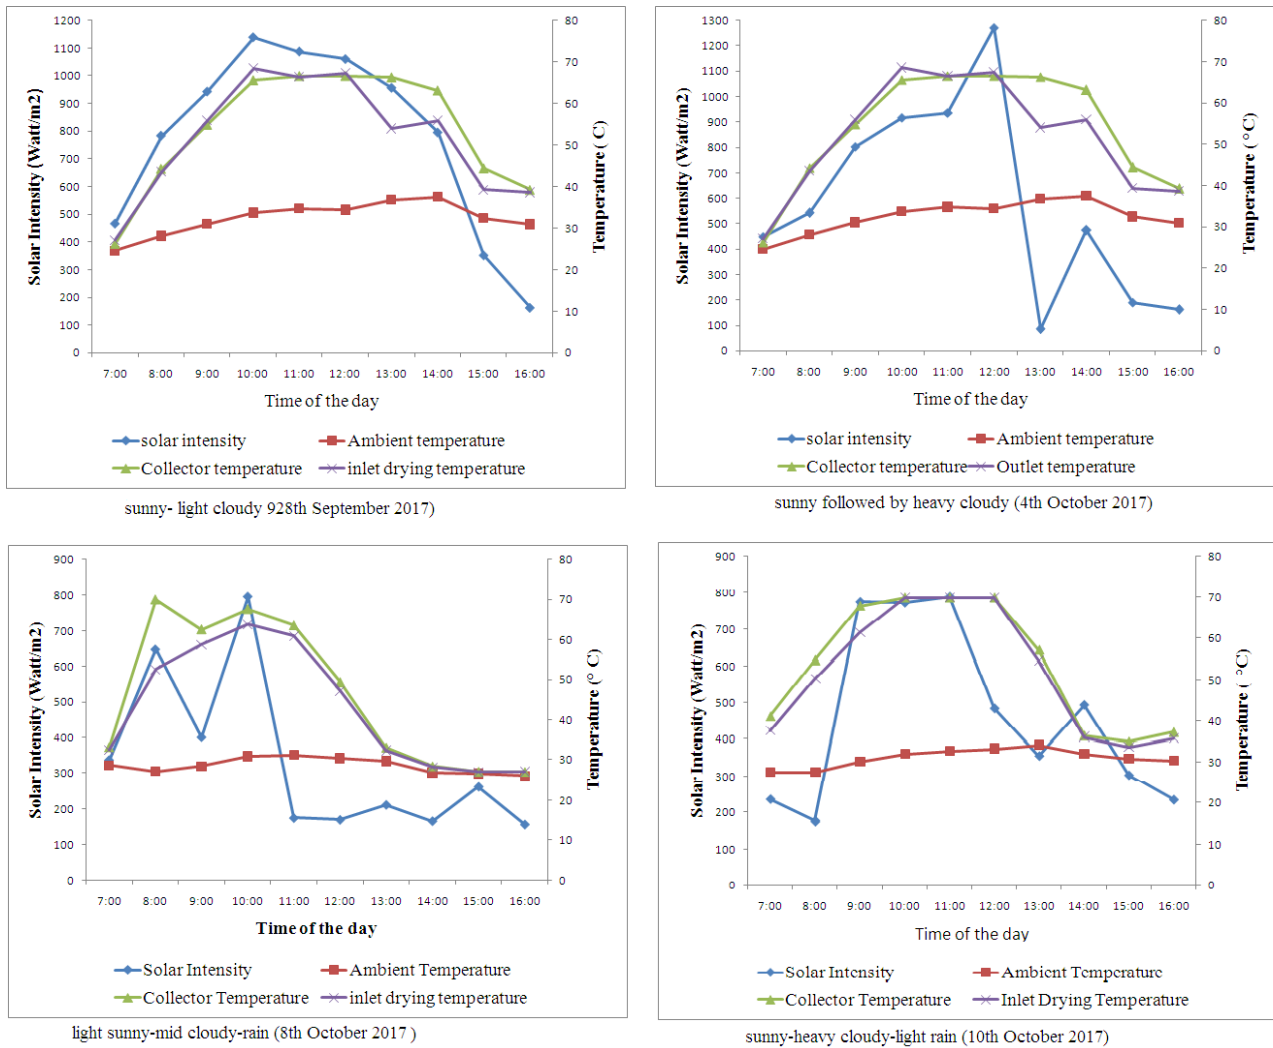 1200
1100
1000
900
800
700
600
500
400
300
200
100
0
80
70
60
50
40
30
20
10
0
Solar Intensity (Watt/m2)
Temperature ( C)
7:00 8:00 9:00 10:00 11:00 12:00 13:00 14:00 15:00 16:00
Time of the day
solar intensity Ambient temperature
Collector temperature inlet drying temperature
sunny- light cloudy 928th September 2017)
1300
1200
1100
1000
900
800
700
600
500
400
300
200
100
0
80
70
60
50
40
30
20
10
0
Solar Intensity (Watt/m2)
Temperature ( °C)
7:00 8:00 9:00 10:00 11:00 12:00 13:00 14:00 15:00 16:00
Time of the day
solar intensity Ambient temperature
Collector temperature Outlet temperature
sunny followed by heavy cloudy (4th October 2017)
900
800
700
600
500
400
300
200
100
0
80
70
60
50
40
30
20
10
0
Solar Intensity (Watt/m2)
Temperature (° C)
7:00 8:00 9:00 10:00 11:00 12:00 13:00 14:00 15:00 16:00
Time of the day
Solar Intensity Ambient Temperature
Collector Temperature inlet drying temperature
light sunny-mid cloudy-rain (8th October 2017 )
900
800
700
600
500
400
300
200
100
0
80
70
60
50
40
30
20
10
0
Solar Intensity (Watt/m2)
Temperature ( °C)
7:00 8:00 9:00 10:00 11:00 12:00 13:00 14:00 15:00 16:00
Time of the day
Solar Intensity Ambient Temperature
Collector Temperature Inlet Drying Temperature
sunny-heavy cloudy-light rain (10th October 2017)